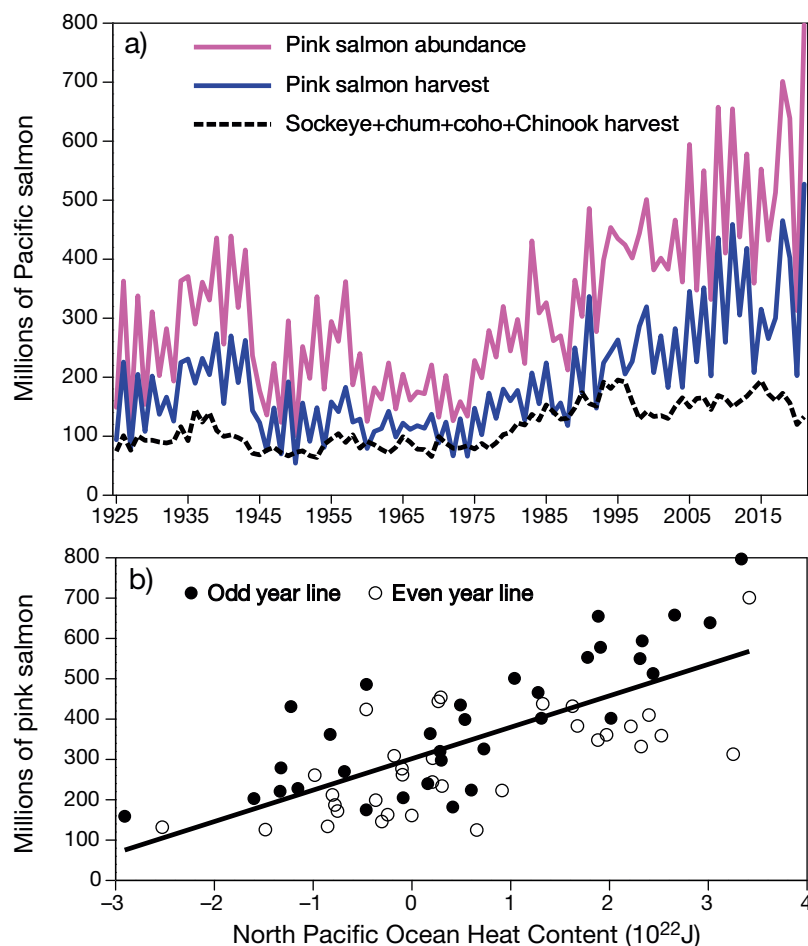 a)
Pink salmon abundance
Pink salmon harvest
Sockeye+chum+coho+Chinook harvest
Millions of Pacific salmon
800
700
600
500
400
300
200
100
0
1925 1935 1945 1955 1965 1975 1985 1995 2005 2015
b)
Odd year line Even year line
Millions of pink salmon
800
700
600
500
400
300
200
100
0
−3 −2 −1 0 1 2 3 4
North Pacific Ocean Heat Content (10²²J)